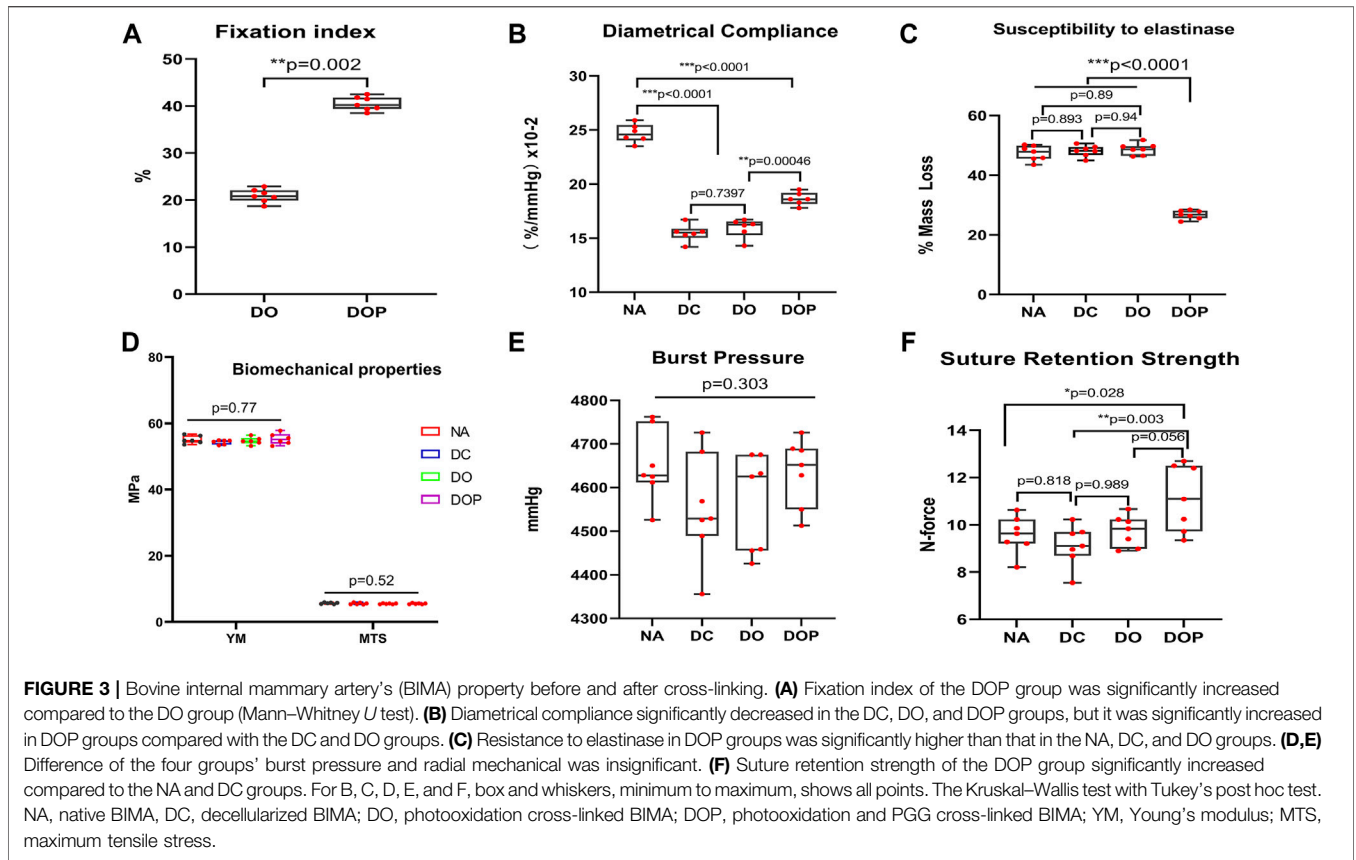 A
Fixation index
**p=0.002
50
40
30
20
10
0
%
DO DOP
B
Diametrical Compliance
***p<0.0001
***p<0.0001
**p=0.00046
p=0.7397
30
25
20
15
10
( %/mmHg) x10-2
NA DC DO DOP
C
Susceptibility to elastinase
***p<0.0001
p=0.89
p=0.893 p=0.94
60
40
20
0
% Mass Loss
NA DC DO DOP
D
Biomechanical properties
p=0.77
p=0.52
80
60
40
20
0
MPa
YM MTS
NA
DC
DO
DOP
E
Burst Pressure
p=0.303
4800
4700
4600
4500
4400
4300
mmHg
NA DC DO DOP
F
Suture Retention Strength
*p=0.028
**p=0.003
p=0.056
p=0.818 p=0.989
14
12
10
8
6
N-force
NA DC DO DOP
FIGURE 3 | Bovine internal mammary artery's (BIMA) property before and after cross-linking. (A) Fixation index of the DOP group was significantly increased
compared to the DO group (Mann–Whitney U test). (B) Diametrical compliance significantly decreased in the DC, DO, and DOP groups, but it was significantly increased
in DOP groups compared with the DC and DO groups. (C) Resistance to elastinase in DOP groups was significantly higher than that in the NA, DC, and DO groups. (D,E)
Difference of the four groups' burst pressure and radial mechanical was insignificant. (F) Suture retention strength of the DOP group significantly increased
compared to the NA and DC groups. For B, C, D, E, and F, box and whiskers, minimum to maximum, shows all points. The Kruskal–Wallis test with Tukey's post hoc test.
NA, native BIMA, DC, decellularized BIMA; DO, photooxidation cross-linked BIMA; DOP, photooxidation and PGG cross-linked BIMA; YM, Young's modulus; MTS,
maximum tensile stress.